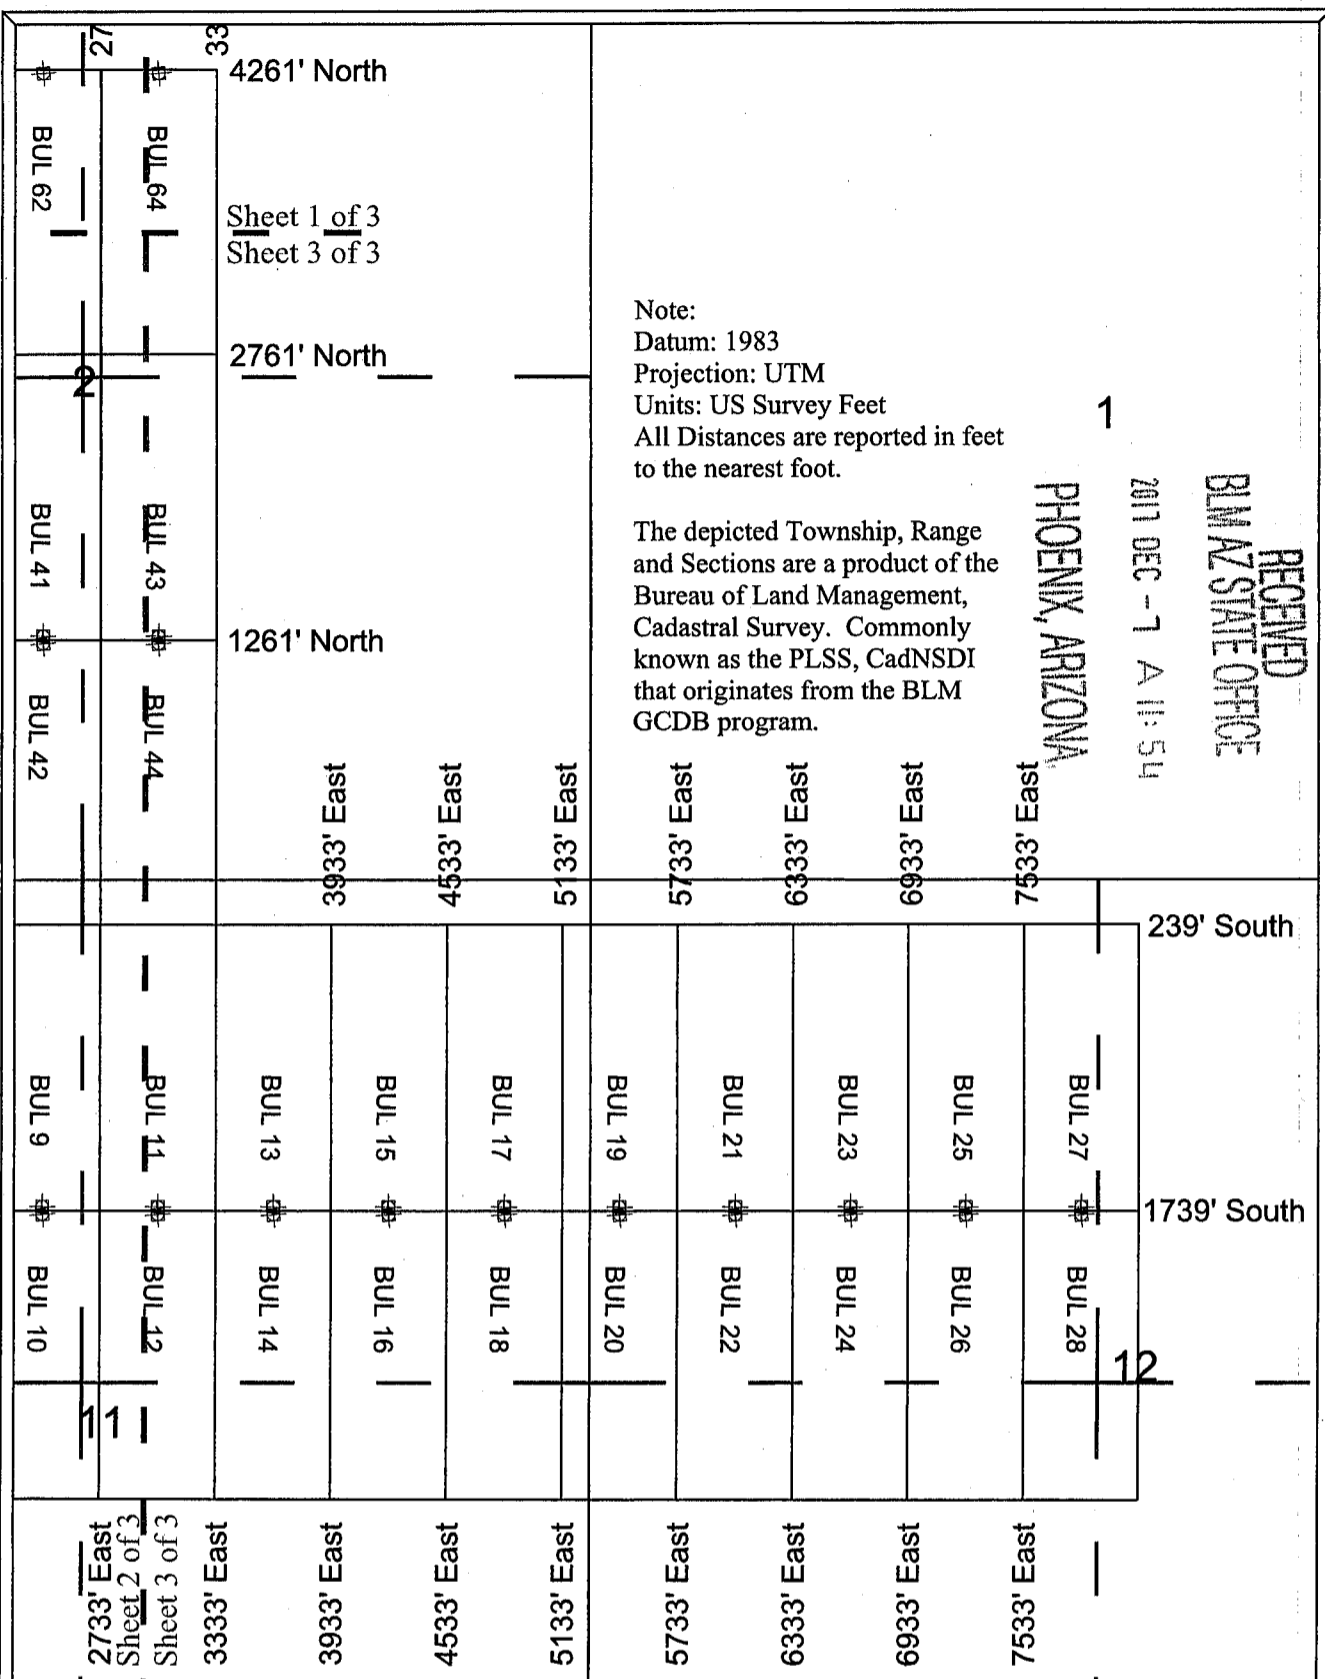 27
33
4261' North
BUL 62
BUL 64
Sheet 1 of 3
Sheet 3 of 3
2761' North
2
Note:
Datum: 1983
Projection: UTM
Units: US Survey Feet
All Distances are reported in feet
to the nearest foot.
The depicted Township, Range
and Sections are a product of the
Bureau of Land Management,
Cadastral Survey. Commonly
known as the PLSS, CadNSDI
that originates from the BLM
GCDB program.
1
RECEIVED
BLM AZ STATE OFFICE
2017 DEC -7 A 11:54
PHOENIX, ARIZONA
BUL 41
BUL 43
1261' North
BUL 42
BUL 44
3933' East
4533' East
5133' East
5733' East
6333' East
6933' East
7533' East
239' South
BUL 9
BUL 11
BUL 13
BUL 15
BUL 17
BUL 19
BUL 21
BUL 23
BUL 25
BUL 27
1739' South
BUL 10
BUL 12
BUL 14
BUL 16
BUL 18
BUL 20
BUL 22
BUL 24
BUL 26
BUL 28
12
11
2733' East
Sheet 2 of 3
Sheet 3 of 3
3333' East
3933' East
4533' East
5133' East
5733' East
6333' East
6933' East
7533' East